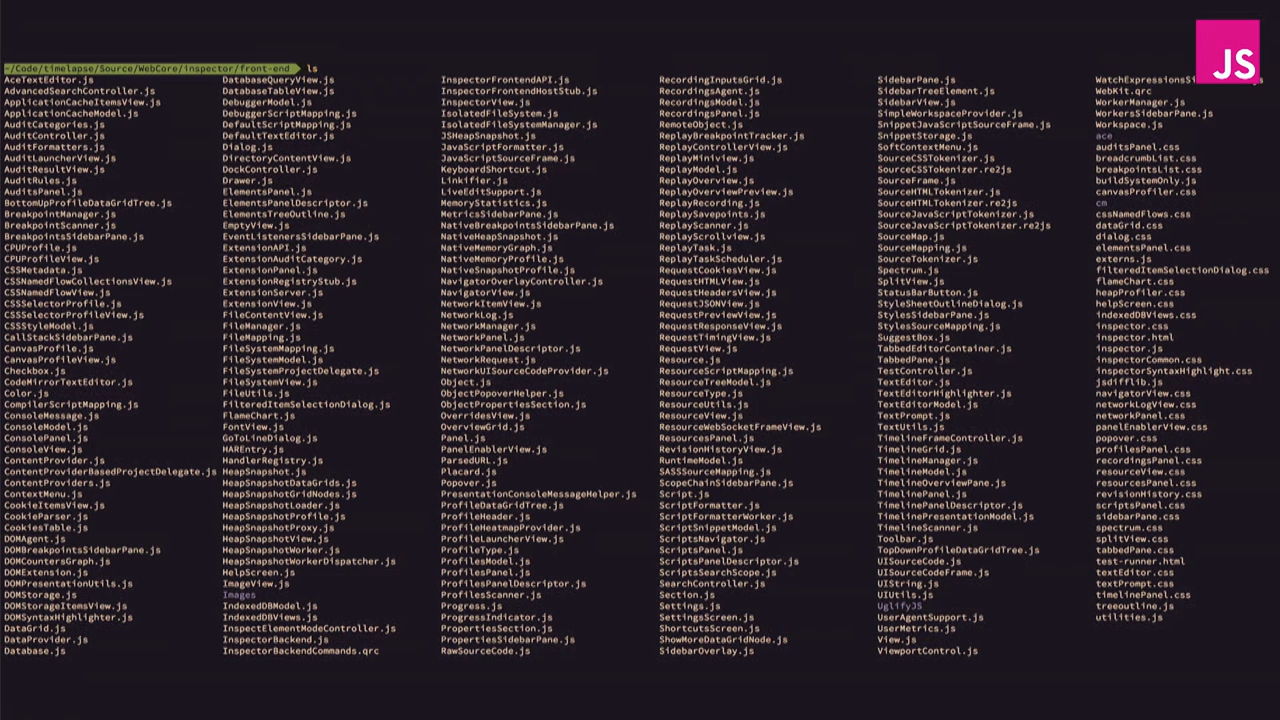 ~/Code/timelapse/Source/WebCore/inspector/front-end ls
JS
AceTextEditor.js
AdvancedSearchController.js
ApplicationCacheItemsView.js
ApplicationCacheModel.js
AuditCategories.js
AuditController.js
AuditFormatters.js
AuditLauncherView.js
AuditResultView.js
AuditRules.js
AuditsPanel.js
BottomUpProfileDataGridTree.js
BreakpointManager.js
BreakpointScanner.js
BreakpointsSidebarPane.js
CPUProfile.js
CPUProfileView.js
CSSMetadata.js
CSSNamedFlowCollectionsView.js
CSSNamedFlowView.js
CSSSelectorProfile.js
CSSSelectorProfileView.js
CSSStyleModel.js
CallStackSidebarPane.js
CanvasProfile.js
CanvasProfileView.js
Checkbox.js
CodeMirrorTextEditor.js
Color.js
CompilerScriptMapping.js
ConsoleMessage.js
ConsoleModel.js
ConsolePanel.js
ConsoleView.js
ContentProvider.js
ContentProviderBasedProjectDelegate.js
ContentProviders.js
ContextMenu.js
CookieItemsView.js
CookieParser.js
CookiesTable.js
DOMAgent.js
DOMBreakpointsSidebarPane.js
DOMCountersGraph.js
DOMExtension.js
DOMPresentationUtils.js
DOMStorage.js
DOMStorageItemsView.js
DOMSyntaxHighlighter.js
DataGrid.js
DataProvider.js
Database.js
DatabaseQueryView.js
DatabaseTableView.js
DebuggerModel.js
DebuggerScriptMapping.js
DefaultScriptMapping.js
DefaultTextEditor.js
Dialog.js
DirectoryContentView.js
DockController.js
Drawer.js
ElementsPanel.js
ElementsPanelDescriptor.js
ElementsTreeOutline.js
EmptyView.js
EventListenersSidebarPane.js
ExtensionAPI.js
ExtensionAuditCategory.js
ExtensionPanel.js
ExtensionRegistryStub.js
ExtensionServer.js
ExtensionView.js
FileContentView.js
FileManager.js
FileMapping.js
FileSystemMapping.js
FileSystemModel.js
FileSystemProjectDelegate.js
FileSystemView.js
FileUtils.js
FilteredItemSelectionDialog.js
FlameChart.js
FontView.js
GoToLineDialog.js
HAREntry.js
HandlerRegistry.js
HeapSnapshot.js
HeapSnapshotDataGrids.js
HeapSnapshotGridNodes.js
HeapSnapshotLoader.js
HeapSnapshotProfile.js
HeapSnapshotProxy.js
HeapSnapshotView.js
HeapSnapshotWorker.js
HeapSnapshotWorkerDispatcher.js
HelpScreen.js
ImageView.js
Images
IndexedDBModel.js
IndexedDBViews.js
InspectElementModeController.js
InspectorBackend.js
InspectorBackendCommands.qrc
InspectorFrontendAPI.js
InspectorFrontendHostStub.js
InspectorView.js
IsolatedFileSystem.js
IsolatedFileSystemManager.js
JSHeapSnapshot.js
JavaScriptFormatter.js
JavaScriptSourceFrame.js
KeyboardShortcut.js
Linkifier.js
LiveEditSupport.js
MemoryStatistics.js
MetricsSidebarPane.js
NativeBreakpointsSidebarPane.js
NativeHeapSnapshot.js
NativeMemoryGraph.js
NativeMemoryProfile.js
NativeSnapshotProfile.js
NavigatorOverlayController.js
NavigatorView.js
NetworkItemView.js
NetworkLog.js
NetworkManager.js
NetworkPanel.js
NetworkPanelDescriptor.js
NetworkRequest.js
NetworkUISourceCodeProvider.js
Object.js
ObjectPopoverHelper.js
ObjectPropertiesSection.js
OverridesView.js
OverviewGrid.js
Panel.js
PanelEnablerView.js
ParsedURL.js
Placard.js
Popover.js
PresentationConsoleMessageHelper.js
ProfileDataGridTree.js
ProfileHeader.js
ProfileHeatmapProvider.js
ProfileLauncherView.js
ProfileType.js
ProfilesModel.js
ProfilesPanel.js
ProfilesPanelDescriptor.js
ProfilesScanner.js
Progress.js
ProgressIndicator.js
PropertiesSection.js
PropertiesSidebarPane.js
RawSourceCode.js
RecordingInputsGrid.js
RecordingsAgent.js
RecordingsModel.js
RecordingsPanel.js
RemoteObject.js
ReplayBreakpointTracker.js
ReplayControllerView.js
ReplayMiniview.js
ReplayModel.js
ReplayOverview.js
ReplayOverviewPreview.js
ReplayRecording.js
ReplaySavepoints.js
ReplayScanner.js
ReplayScrollview.js
ReplayTask.js
ReplayTaskScheduler.js
RequestCookiesView.js
RequestHTMLView.js
RequestHeadersView.js
RequestJSONView.js
RequestPreviewView.js
RequestResponseView.js
RequestTimingView.js
RequestView.js
Resource.js
ResourceScriptMapping.js
ResourceTreeModel.js
ResourceType.js
ResourceUtils.js
ResourceView.js
ResourceWebSocketFrameView.js
ResourcesPanel.js
RevisionHistoryView.js
RuntimeModel.js
SASSSourceMapping.js
ScopeChainSidebarPane.js
Script.js
ScriptFormatter.js
ScriptFormatterWorker.js
ScriptSnippetModel.js
ScriptsNavigator.js
ScriptsPanel.js
ScriptsPanelDescriptor.js
ScriptsSearchScope.js
SearchController.js
Section.js
Settings.js
SettingsScreen.js
ShortcutsScreen.js
ShowMoreDataGridNode.js
SidebarOverlay.js
SidebarPane.js
SidebarTreeElement.js
SidebarView.js
SimpleWorkspaceProvider.js
SnippetJavaScriptSourceFrame.js
SnippetStorage.js
SoftContextMenu.js
SourceCSSTokenizer.js
SourceCSSTokenizer.re2js
SourceFrame.js
SourceHTMLTokenizer.js
SourceHTMLTokenizer.re2js
SourceJavaScriptTokenizer.js
SourceJavaScriptTokenizer.re2js
SourceMap.js
SourceMapping.js
SourceTokenizer.js
Spectrum.js
SplitView.js
StatusBarButton.js
StyleSheetOutlineDialog.js
StylesSidebarPane.js
StylesSourceMapping.js
SuggestBox.js
TabbedEditorContainer.js
TabbedPane.js
TestController.js
TextEditor.js
TextEditorHighlighter.js
TextEditorModel.js
TextPrompt.js
TextUtils.js
TimelineFrameController.js
TimelineGrid.js
TimelineManager.js
TimelineModel.js
TimelineOverviewPane.js
TimelinePanel.js
TimelinePanelDescriptor.js
TimelinePresentationModel.js
TimelineScanner.js
Toolbar.js
TopDownProfileDataGridTree.js
UISourceCode.js
UISourceCodeFrame.js
UIString.js
UIUtils.js
UglifyJS
UserAgentSupport.js
UserMetrics.js
View.js
ViewportControl.js
WebKit.qrc
WorkerManager.js
WorkersSidebarPane.js
Workspace.js
ace
auditsPanel.css
breadcrumbList.css
breakpointsList.css
buildSystemOnly.js
canvasProfiler.css
cm
cssNamedFlows.css
dataGrid.css
dialog.css
elementsPanel.css
externs.js
filteredItemSelectionDialog.css
flameChart.css
heapProfiler.css
helpScreen.css
indexedDBViews.css
inspector.css
inspector.html
inspector.js
inspectorCommon.css
inspectorSyntaxHighlight.css
jsdifflib.js
navigatorView.css
networkLogView.css
networkPanel.css
panelEnablerView.css
popover.css
profilesPanel.css
recordingsPanel.css
resourceView.css
resourcesPanel.css
revisionHistory.css
scriptsPanel.css
sidebarPane.css
spectrum.css
splitView.css
tabbedPane.css
test-runner.html
textEditor.css
textPrompt.css
timelinePanel.css
treeoutline.js
utilities.js